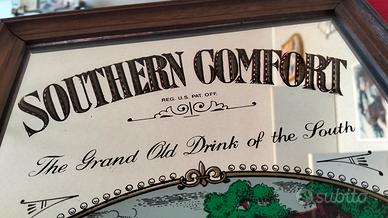 SOUTHERN COMFORT
REG. U.S. PAT. OFF.
The Grand Old Drink of the South
subito